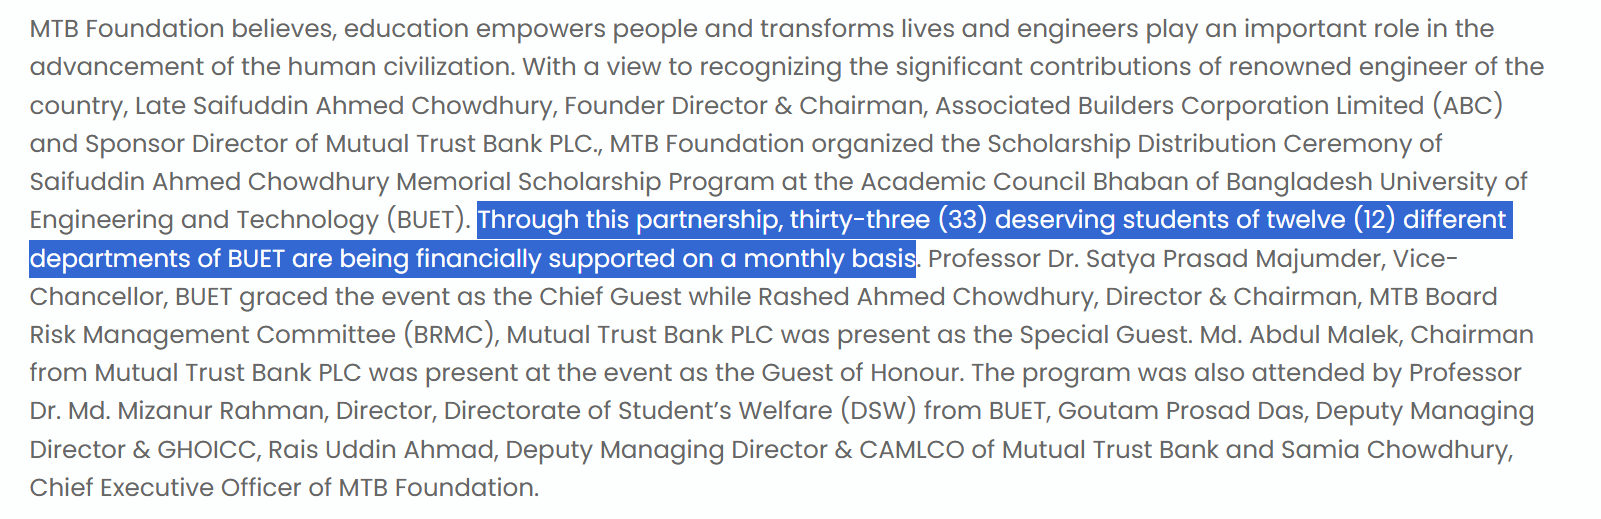 MTB Foundation believes, education empowers people and transforms lives and engineers play an important role in the
advancement of the human civilization. With a view to recognizing the significant contributions of renowned engineer of the
country, Late Saifuddin Ahmed Chowdhury, Founder Director & Chairman, Associated Builders Corporation Limited (ABC)
and Sponsor Director of Mutual Trust Bank PLC., MTB Foundation organized the Scholarship Distribution Ceremony of
Saifuddin Ahmed Chowdhury Memorial Scholarship Program at the Academic Council Bhaban of Bangladesh University of
Engineering and Technology (BUET). Through this partnership, thirty-three (33) deserving students of twelve (12) different
departments of BUET are being financially supported on a monthly basis. Professor Dr. Satya Prasad Majumder, Vice-
Chancellor, BUET graced the event as the Chief Guest while Rashed Ahmed Chowdhury, Director & Chairman, MTB Board
Risk Management Committee (BRMC), Mutual Trust Bank PLC was present as the Special Guest. Md. Abdul Malek, Chairman
from Mutual Trust Bank PLC was present at the event as the Guest of Honour. The program was also attended by Professor
Dr. Md. Mizanur Rahman, Director, Directorate of Student’s Welfare (DSW) from BUET, Goutam Prosad Das, Deputy Managing
Director & GHOICC, Rais Uddin Ahmad, Deputy Managing Director & CAMLCO of Mutual Trust Bank and Samia Chowdhury,
Chief Executive Officer of MTB Foundation.